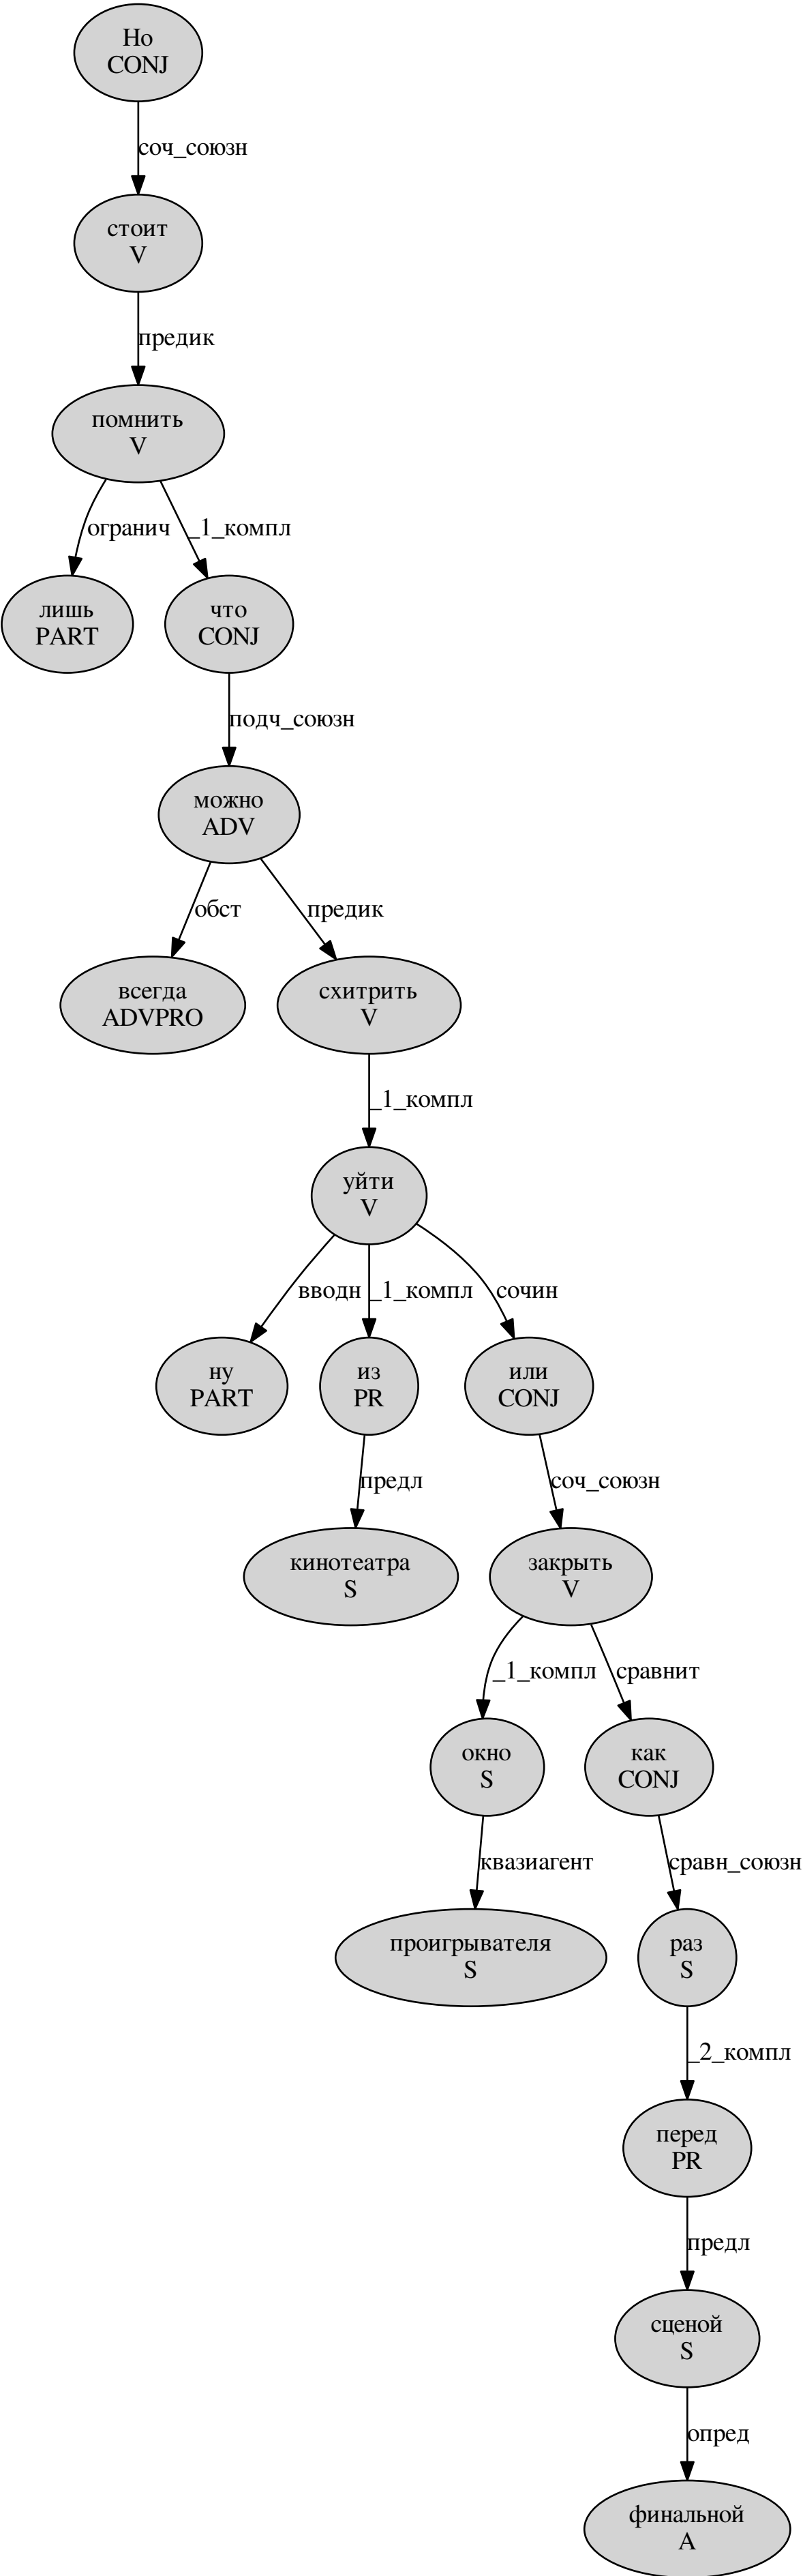 Но
CONJ
соч_союзн
стоит
V
предик
помнить
V
огранич _1_компл
лишь
PART
что
CONJ
подч_союзн
можно
ADV
обст предик
всегда
ADVPRO
схитрить
V
_1_компл
уйти
V
вводн _1_компл сочин
ну
PART
из
PR
или
CONJ
предл соч_союзн
кинотеатра
S
закрыть
V
_1_компл сравнит
окно
S
как
CONJ
квазиагент сравн_союзн
проигрывателя
S
раз
S
_2_компл
перед
PR
предл
сценой
S
опред
финальной
A